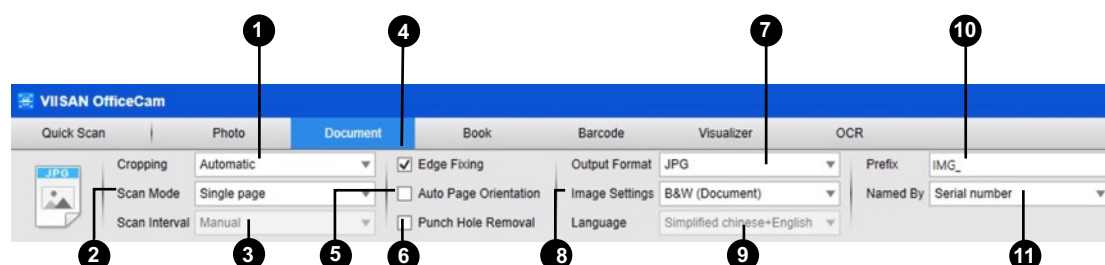 1 4 7 10
VIISAN OfficeCam
Quick Scan Photo Document Book Barcode Visualizer OCR
JPG Cropping Automatic Edge Fixing Output Format JPG Prefix IMG_
Scan Mode Single page Auto Page Orientation Image Settings B&W (Document) Named By Serial number
Scan Interval Manual Punch Hole Removal Language Simplified chinese+English
2 3 5 6 8 9 11